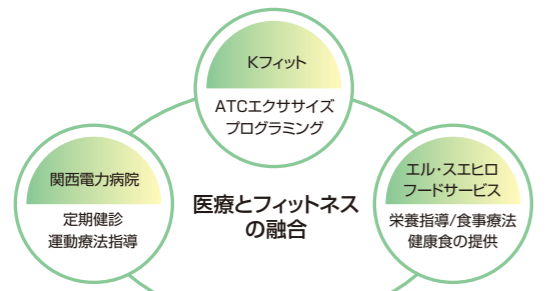 Kフィット
ATCエクササイズ
プログラミング
関西電力病院
定期健診
運動療法指導
医療とフィットネス
の融合
エル・スエヒロ
フードサービス
栄養指導/食事療法
健康食の提供